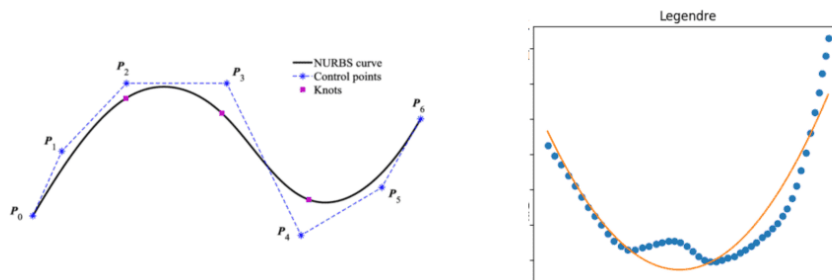 Legendre
P2
P3
NURBS curve
Control points
Knots
P6
P1
P5
P0
P4